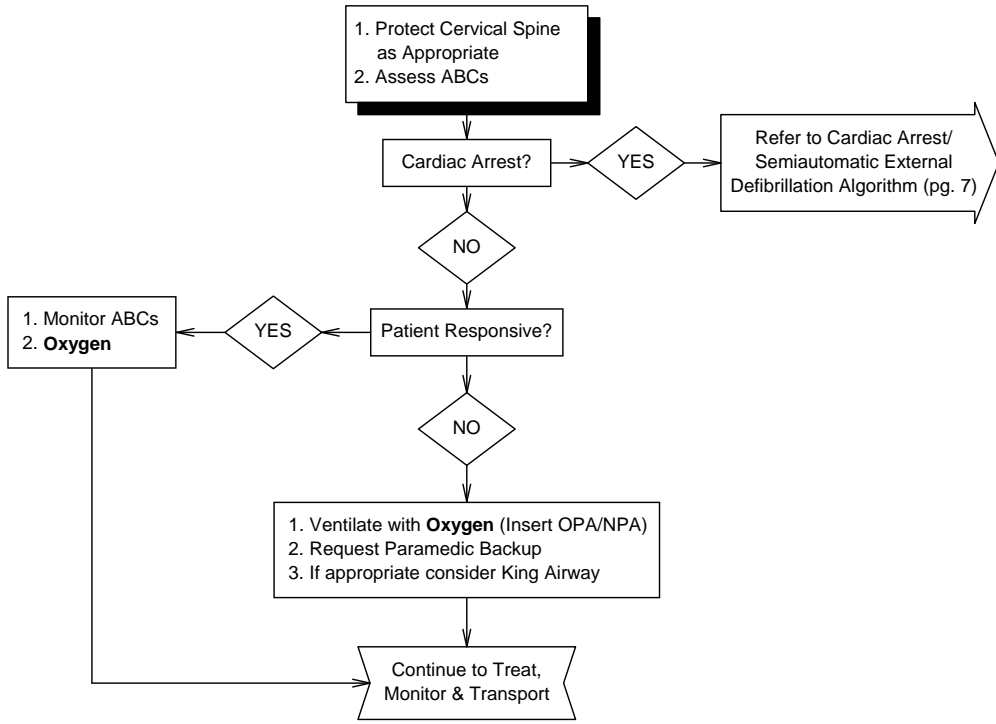 1. Protect Cervical Spine
as Appropriate
2. Assess ABCs
Cardiac Arrest?
YES
Refer to Cardiac Arrest/
Semiautomatic External
Defibrillation Algorithm (pg. 7)
NO
1. Monitor ABCs
2. Oxygen
YES
Patient Responsive?
NO
1. Ventilate with Oxygen (Insert OPA/NPA)
2. Request Paramedic Backup
3. If appropriate consider King Airway
Continue to Treat,
Monitor & Transport